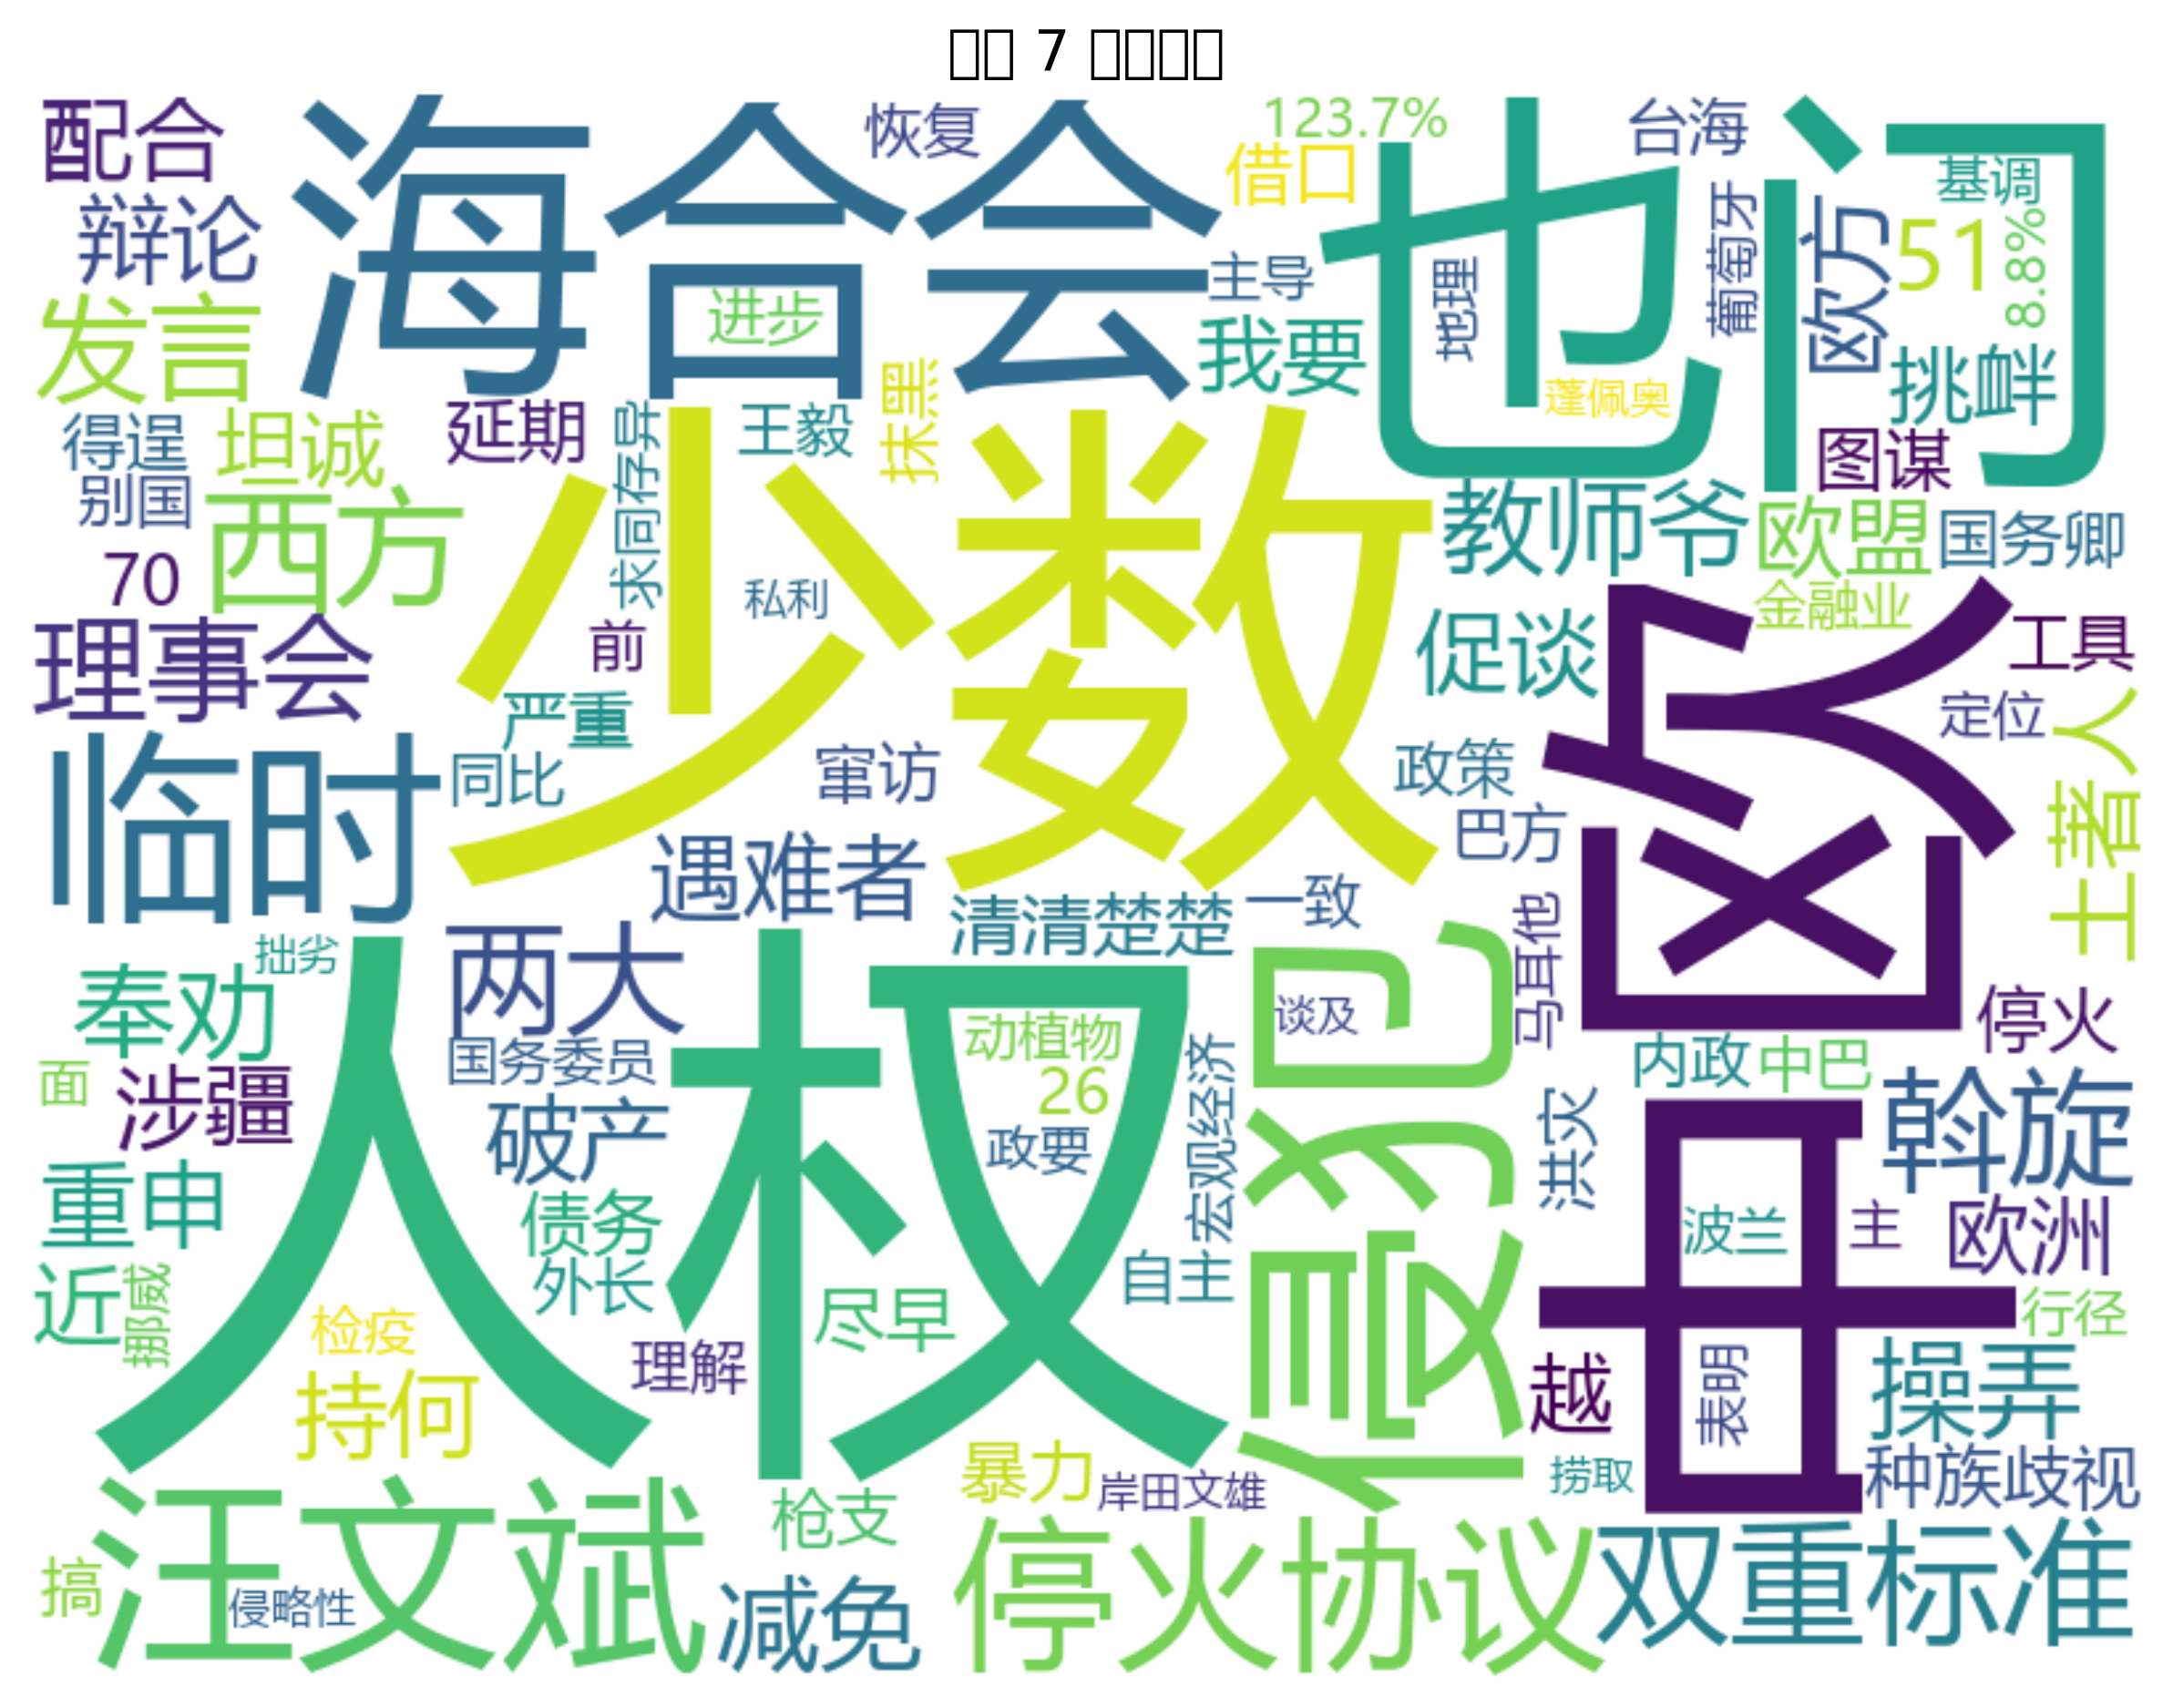 □□ 7 □□□□
配合
海合会
恢复
123.7%
借口
也门
台海
基调
辩论
进步
主导
地理
葡萄牙
欧方
51
8.8%
发言
我要
蓬佩奥
挑衅
得逞
坦诚
延期
求同存异
王毅
抹黑
图谋
别国
西方
少数
教师爷
欧盟
国务卿
70
私利
金融业
理事会
前
促谈
中欧
工具
严重
定位
土著人
临时
同比
窜访
政策
巴方
遇难者
清清楚楚
一致
马耳他
拙劣
奉劝
两大
人权
侵犯
谈及
停火
国务委员
动植物
内政
中巴
面
涉疆
26
宏观经济
洪灾
斡旋
破产
政要
重申
债务
波兰
主
欧洲
近
挪威
外长
自主
行径
检疫
尽早
理解
越
表明
操弄
持何
暴力
岸田文雄
捞取
种族歧视
汪文斌
枪支
停火协议
双重标准
搞
侵略性
减免